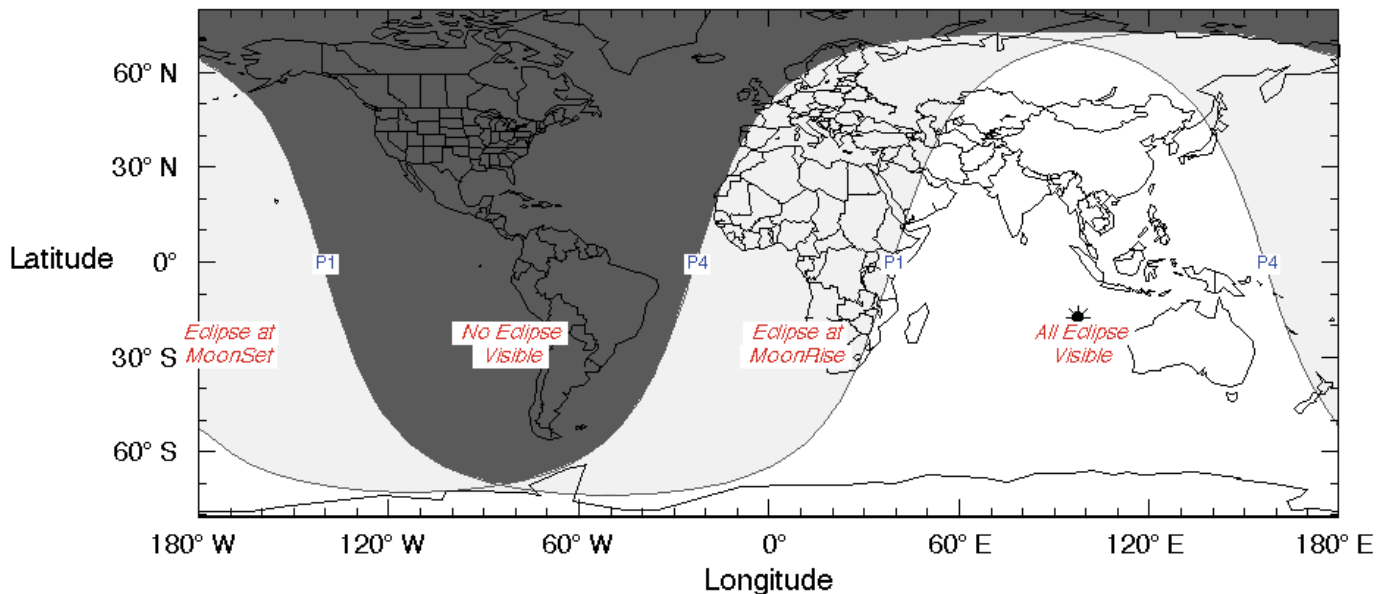 60° N
30° N
Latitude
0°
P1
P4
P1
P4
Eclipse at
MoonSet
No Eclipse
Visible
Eclipse at
MoonRise
All Eclipse
Visible
30° S
60° S
180° W
120° W
60° W
0°
60° E
120° E
180° E
Longitude